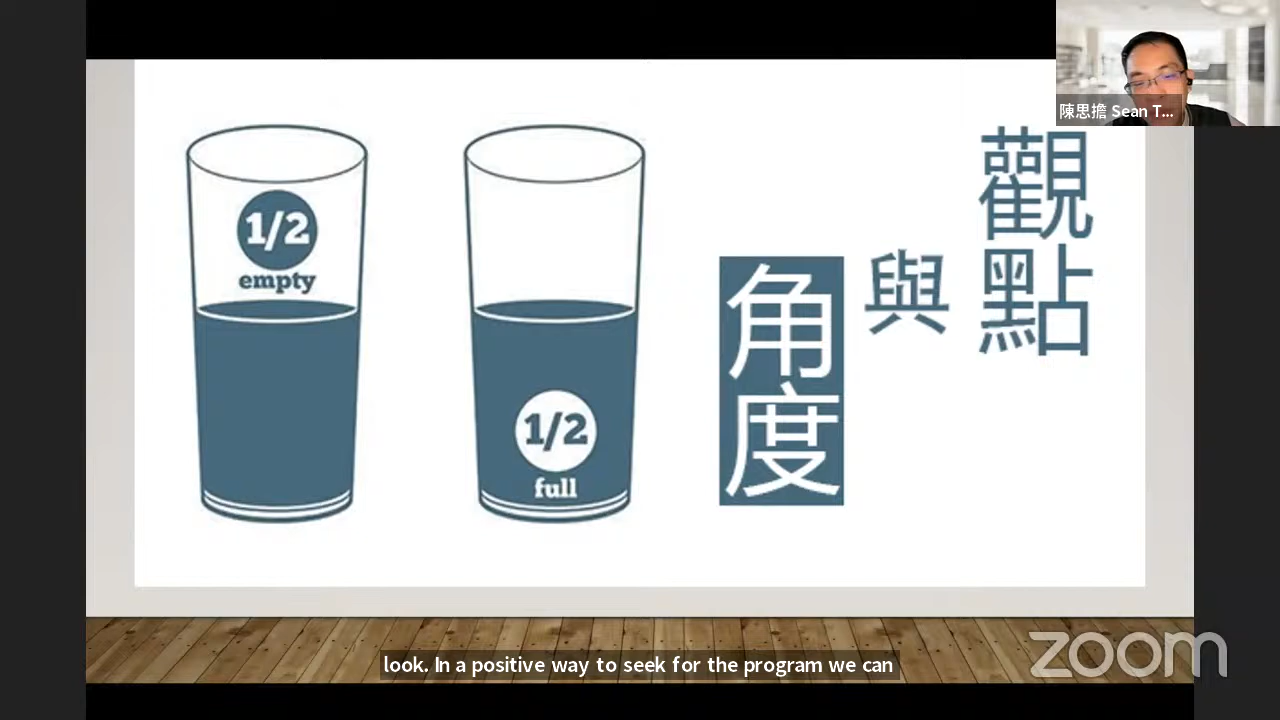 陳思擔 Sean T...
觀點
與
角度
1/2
empty
1/2
full
look. In a positive way to seek for the program we can
zoom